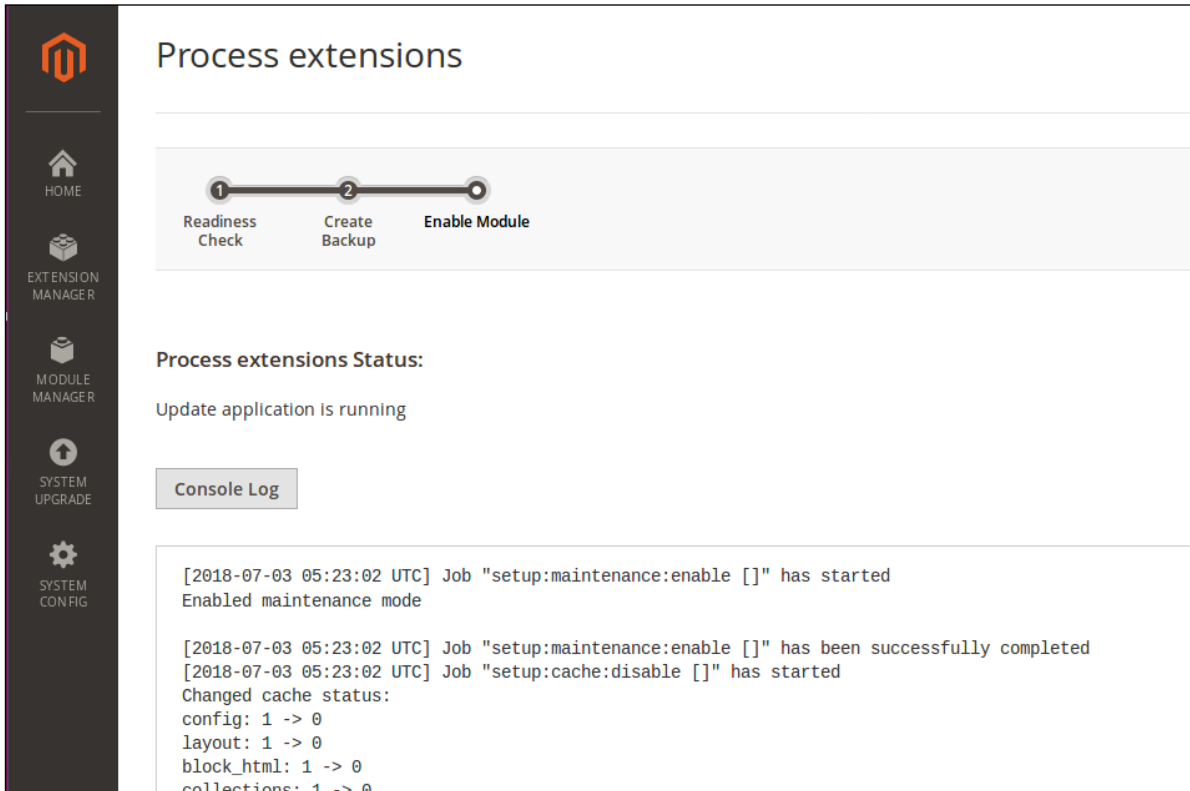 Process extensions
HOME
EXTENSION
MANAGER
MODULE
MANAGER
SYSTEM
UPGRADE
SYSTEM
CONFIG
1
2
Readiness
Check
Create
Backup
Enable Module
Process extensions Status:
Update application is running
Console Log
[2018-07-03 05:23:02 UTC] Job "setup:maintenance:enable []" has started
Enabled maintenance mode
[2018-07-03 05:23:02 UTC] Job "setup:maintenance:enable []" has been successfully completed
[2018-07-03 05:23:02 UTC] Job "setup:cache:disable []" has started
Changed cache status:
config: 1 -> 0
layout: 1 -> 0
block_html: 1 -> 0
collections: 1 -> 0